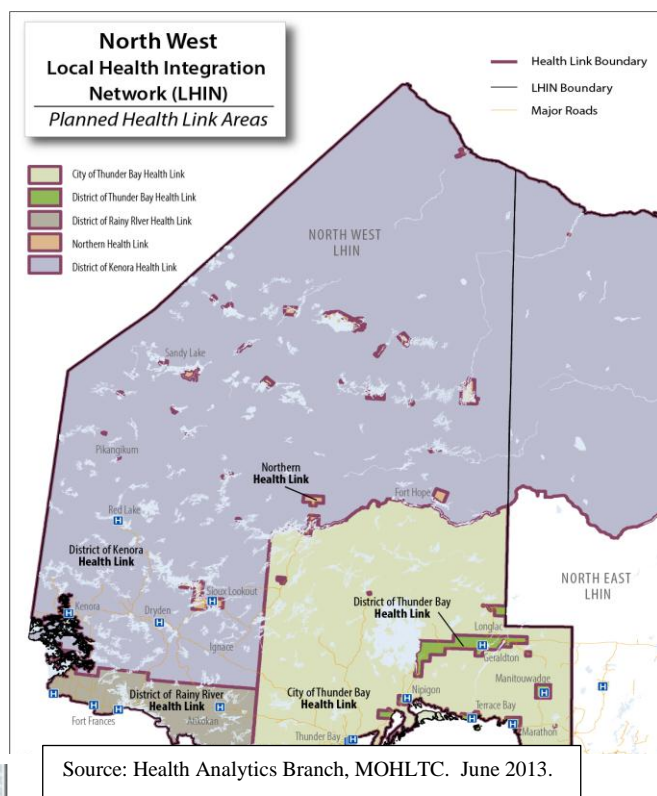 North West
Local Health Integration
Network (LHIN)
Planned Health Link Areas
Health Link Boundary
LHIN Boundary
Major Roads
City of Thunder Bay Health Link
District of Thunder Bay Health Link
District of Rainy River Health Link
Northern Health Link
District of Kenora Health Link
NORTH WEST
LHIN
Sandy Lake
Pikangikum
Northern
Health Link
Fort Hope
Red Lake
H
District of Kenora
Health Link
NORTH EAST
LHIN
Sioux Lookout
H
Kenora
H
Dryden
H
Ignace
District of Thunder Bay
Health Link
Longlac
H
Geraldton
Manitouwadge
H
H
District of Rainy River
Health Link
City of Thunder Bay
Health Link
Nipigon
H
Terrace Bay
H
H
Marathon
H
H
H
Fort Frances
Atikokan
H
Thunder Bay
H
Source: Health Analytics Branch, MOHLTC. June 2013.